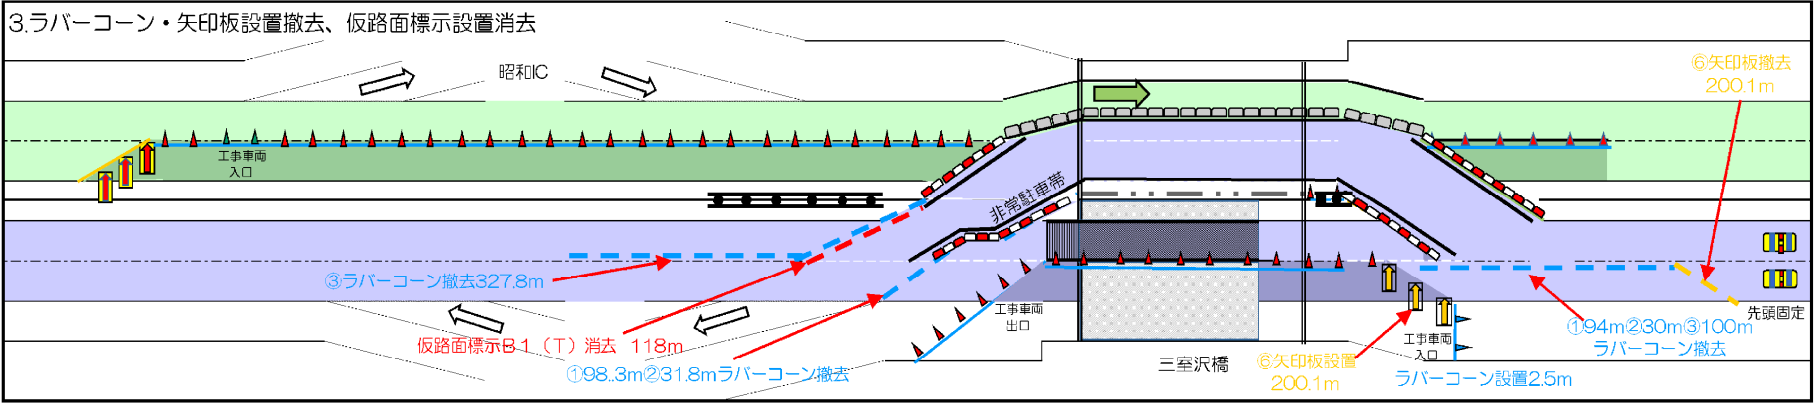 3.ラバーコーン・矢印板設置撤去、仮路面標示設置消去
昭和IC
⑥矢印板撤去
200.1m
工事車両
入口
非常駐車帯
③ラバーコーン撤去327.8m
工事車両
出口
先頭固定
仮路面標示B1（T）消去 118m
①98..3m②31.8mラバーコーン撤去
三室沢橋
⑥矢印板設置
200.1m
工事車両
入口
①94m②30m③100m
ラバーコーン撤去
ラバーコーン設置2.5m